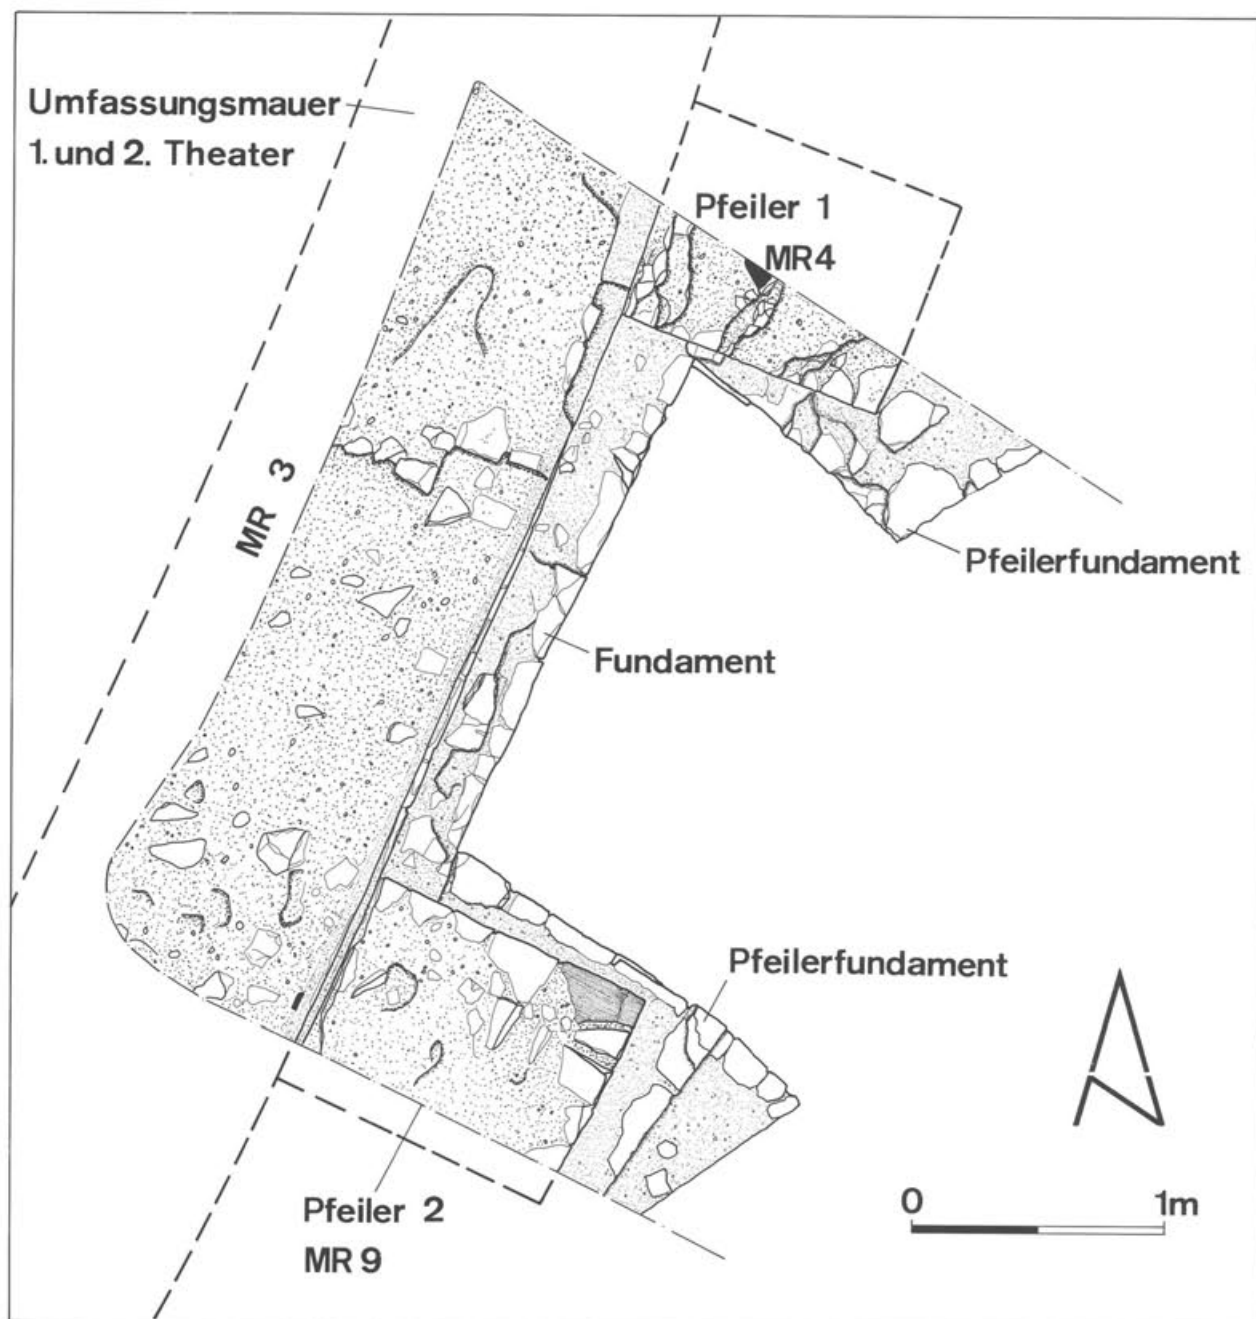 Umfassungsmauer
1. und 2. Theater
Pfeiler 1
MR4
MR 3
Pfeilerfundament
Fundament
Pfeilerfundament
Pfeiler 2
MR 9
0 1m